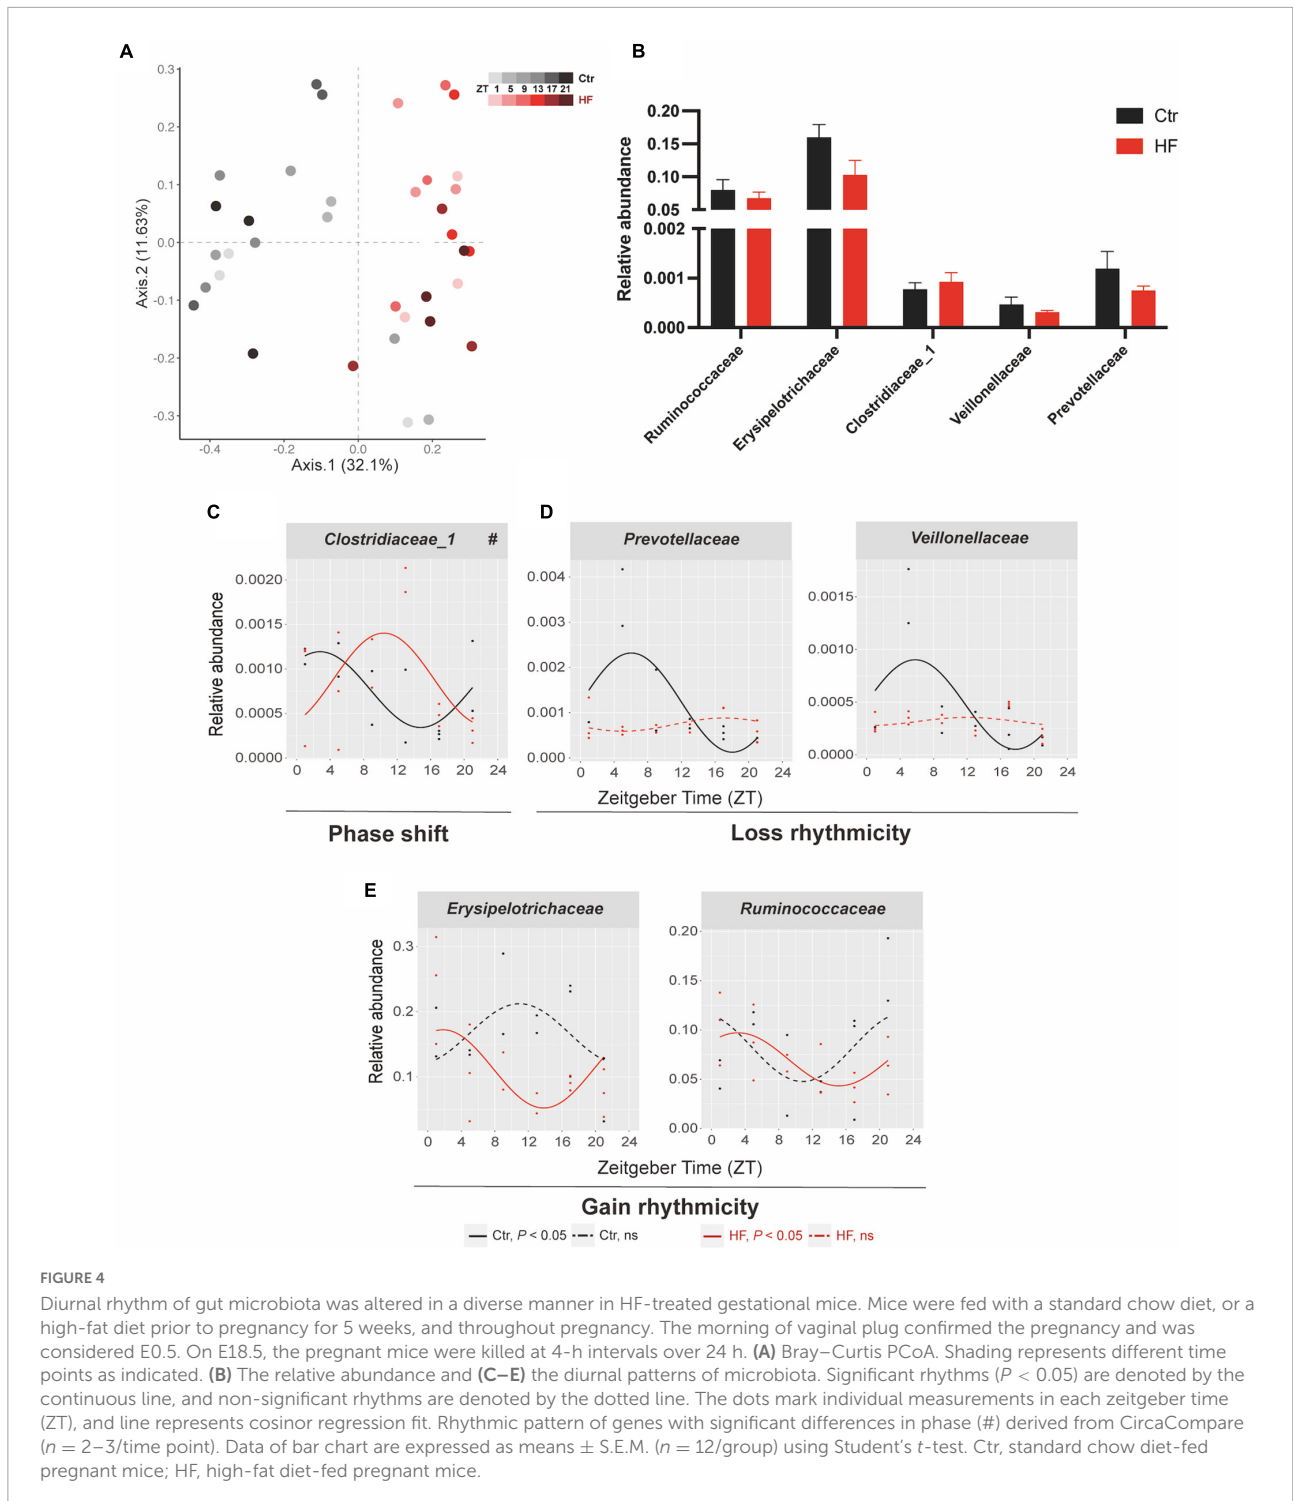 A
0.3
0.2
0.1
0.0
-0.1
-0.2
-0.3
Axis.2 (11.63%)
-0.4 -0.2 0.0 0.2
Axis.1 (32.1%)
Ctr
ZT 1 5 9 13 17 21
HF
B
0.20
0.15
0.10
0.05
0.002
0.001
0.000
Relative abundance
Ctr
HF
Ruminococcaceae
Erysipelotrichaceae
Clostridiaceae_1
Veillonellaceae
Prevotellaceae
C
Clostridiaceae_1 #
0.0020
0.0015
0.0010
0.0005
0.0000
Relative abundance
0 4 8 12 16 20 24
D
Prevotellaceae
0.004
0.003
0.002
0.001
0.000
0 4 8 12 16 20 24
Veillonellaceae
0.0015
0.0010
0.0005
0.0000
0 4 8 12 16 20 24
Zeitgeber Time (ZT)
Phase shift
Loss rhythmicity
E
Erysipelotrichaceae
0.3
0.2
0.1
Relative abundance
0 4 8 12 16 20 24
Ruminococcaceae
0.20
0.15
0.10
0.05
0.00
0 4 8 12 16 20 24
Zeitgeber Time (ZT)
Gain rhythmicity
Ctr, P < 0.05 Ctr, ns HF, P < 0.05 HF, ns
FIGURE 4
Diurnal rhythm of gut microbiota was altered in a diverse manner in HF-treated gestational mice. Mice were fed with a standard chow diet, or a
high-fat diet prior to pregnancy for 5 weeks, and throughout pregnancy. The morning of vaginal plug confirmed the pregnancy and was
considered E0.5. On E18.5, the pregnant mice were killed at 4-h intervals over 24 h. (A) Bray–Curtis PCoA. Shading represents different time
points as indicated. (B) The relative abundance and (C–E) the diurnal patterns of microbiota. Significant rhythms (P < 0.05) are denoted by the
continuous line, and non-significant rhythms are denoted by the dotted line. The dots mark individual measurements in each zeitgeber time
(ZT), and line represents cosinor regression fit. Rhythmic pattern of genes with significant differences in phase (#) derived from CircaCompare
(n = 2–3/time point). Data of bar chart are expressed as means ± S.E.M. (n = 12/group) using Student's t-test. Ctr, standard chow diet-fed
pregnant mice; HF, high-fat diet-fed pregnant mice.